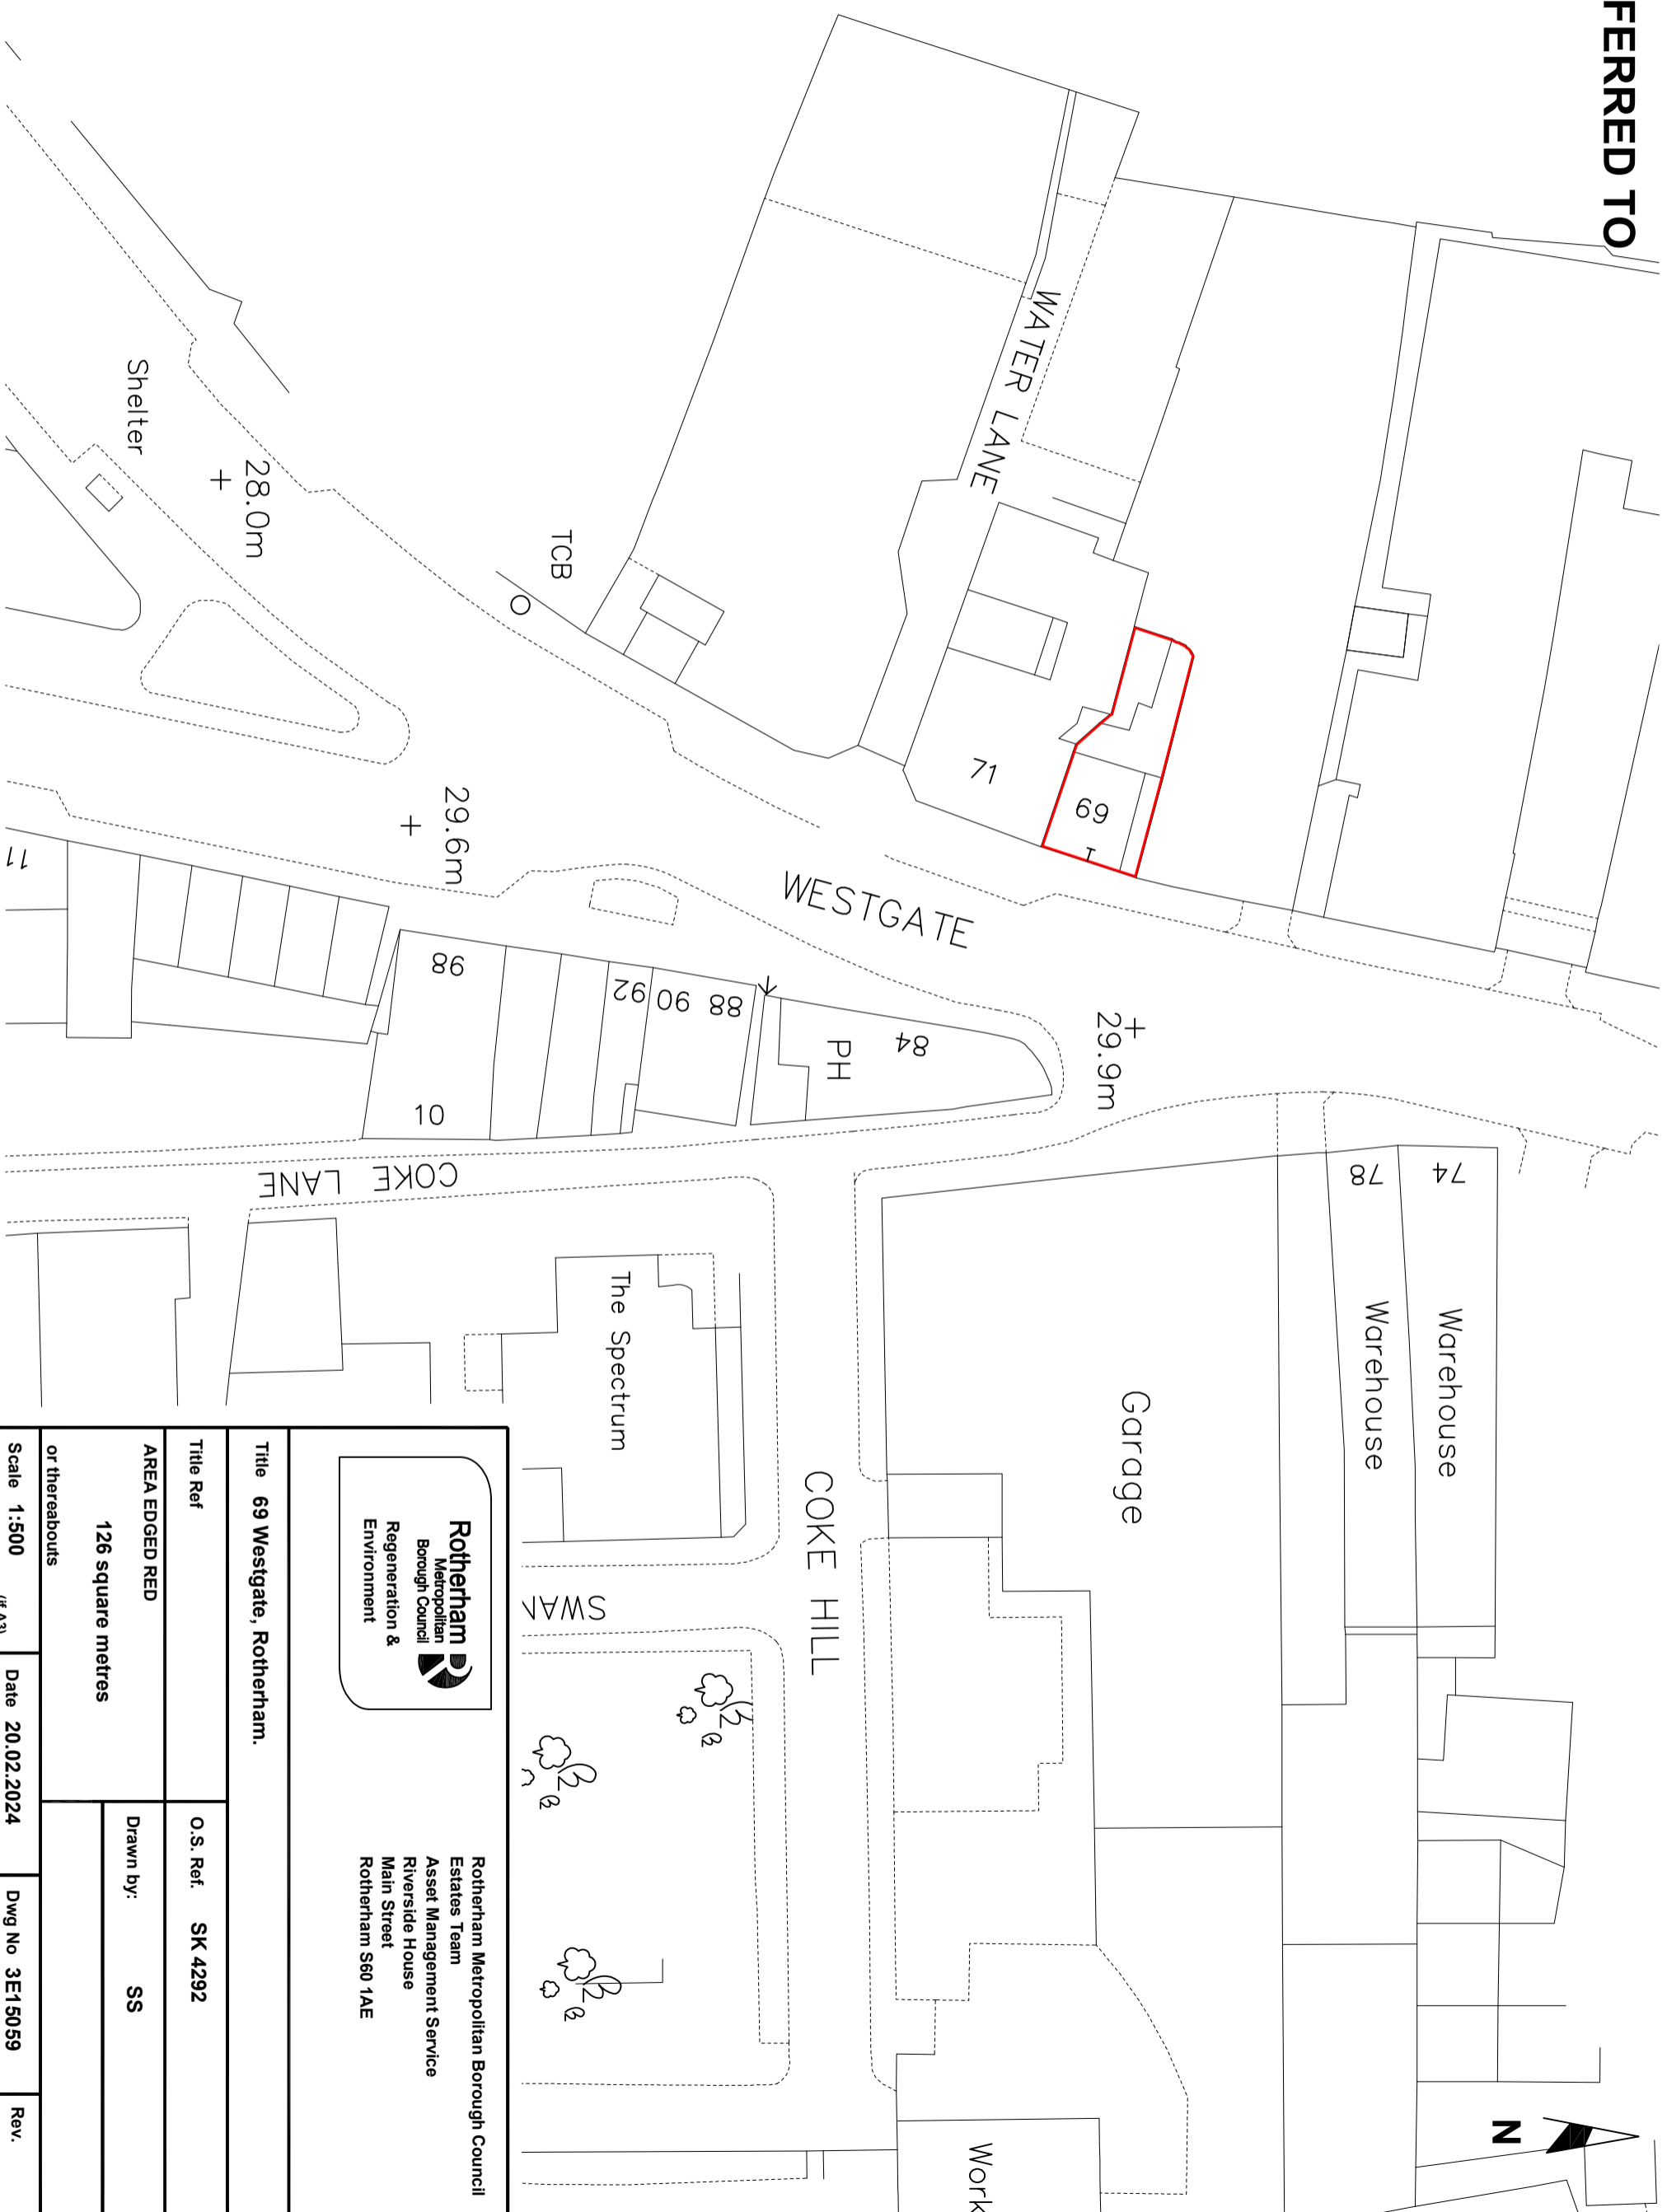 FERRED TO
WATER LANE
Shelter
28.0m
TCB
29.6m
71
69
T
WESTGATE
11
98
92
90
88
84
PH
10
29.9m
COKE LANE
78
74
Warehouse
Warehouse
The Spectrum
Garage
COKE HILL
SWAN
Work
N
Rotherham
Metropolitan
Borough Council
Regeneration &
Environment
Rotherham Metropolitan Borough Council
Estates Team
Asset Management Service
Riverside House
Main Street
Rotherham S60 1AE
Title 69 Westgate, Rotherham.
Title Ref
O.S. Ref. SK 4292
AREA EDGED RED
126 square metres
or thereabouts
Drawn by: SS
Scale 1:500 (if A3)
Date 20.02.2024
Dwg No 3E15059
Rev.